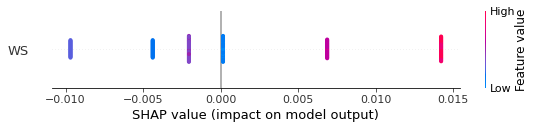 High
WS
Feature value
Low
−0.010 −0.005 0.000 0.005 0.010 0.015
SHAP value (impact on model output)